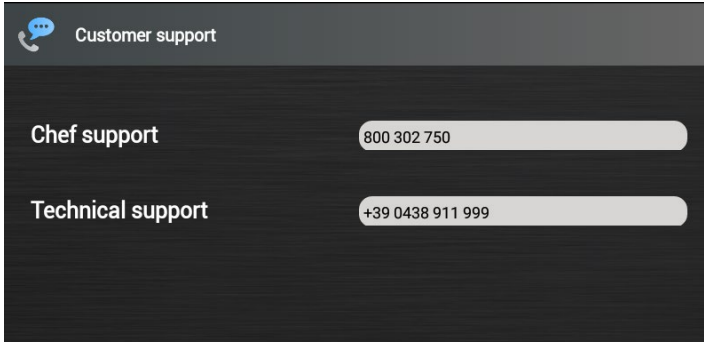 Customer support
Chef support
800 302 750
Technical support
+39 0438 911 999